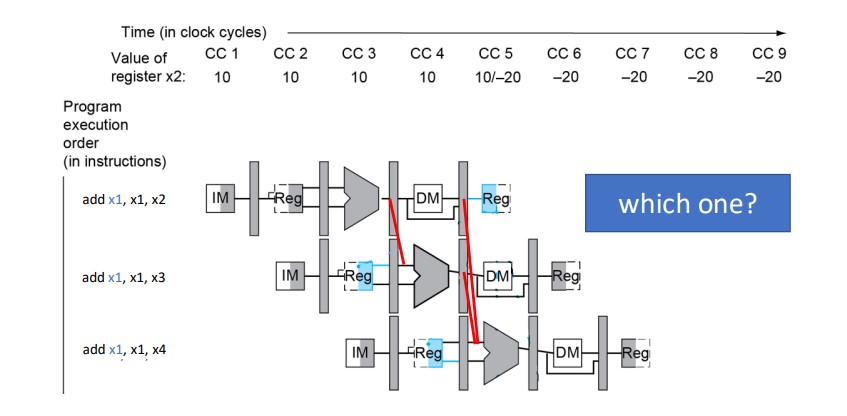 Time (in clock cycles)
CC 1 CC 2 CC 3 CC 4 CC 5 CC 6 CC 7 CC 8 CC 9
Value of
register x2: 10 10 10 10 10/–20 –20 –20 –20 –20
Program
execution
order
(in instructions)
which one?
add x1, x1, x2 IM Reg DM Reg
add x1, x1, x3 IM Reg DM Reg
add x1, x1, x4 IM Reg DM Reg